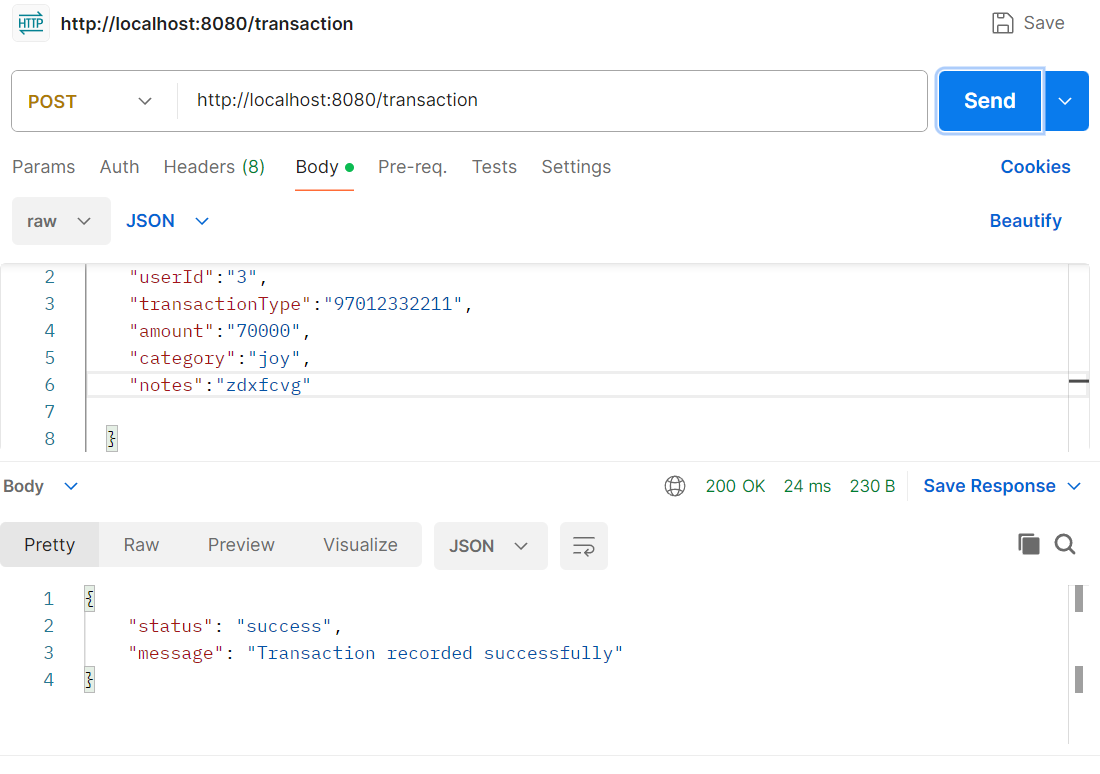 HTTP http://localhost:8080/transaction Save
POST http://localhost:8080/transaction Send
Params Auth Headers (8) Body Pre-req. Tests Settings Cookies
raw JSON Beautify
2 "userId":"3",
3 "transactionType":"97012332211",
4 "amount":"70000",
5 "category":"joy",
6 "notes":"zdxfcvg"
7
8 }
Body 200 OK 24 ms 230 B Save Response
Pretty Raw Preview Visualize JSON
1 {
2 "status": "success",
3 "message": "Transaction recorded successfully"
4 }